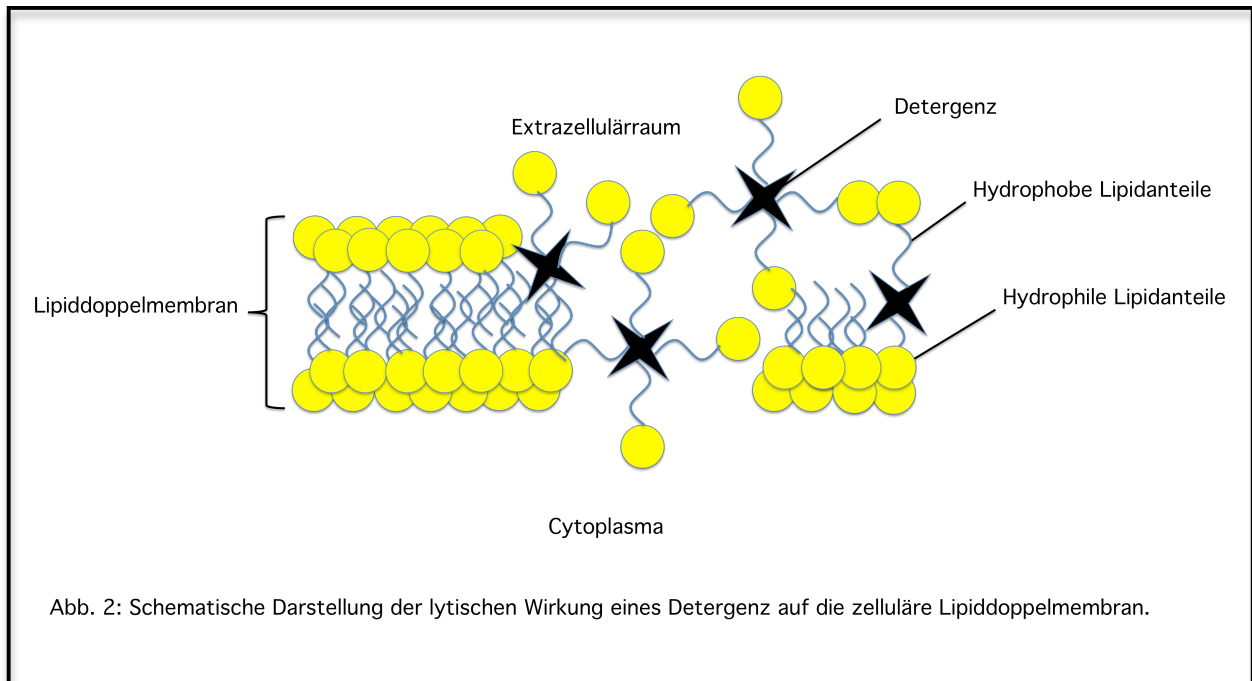 Detergenz
Extrazellulärraum
Hydrophobe Lipidanteile
Lipiddoppelmembran
Hydrophile Lipidanteile
Cytoplasma
Abb. 2: Schematische Darstellung der lytischen Wirkung eines Detergenz auf die zelluläre Lipiddoppelmembran.